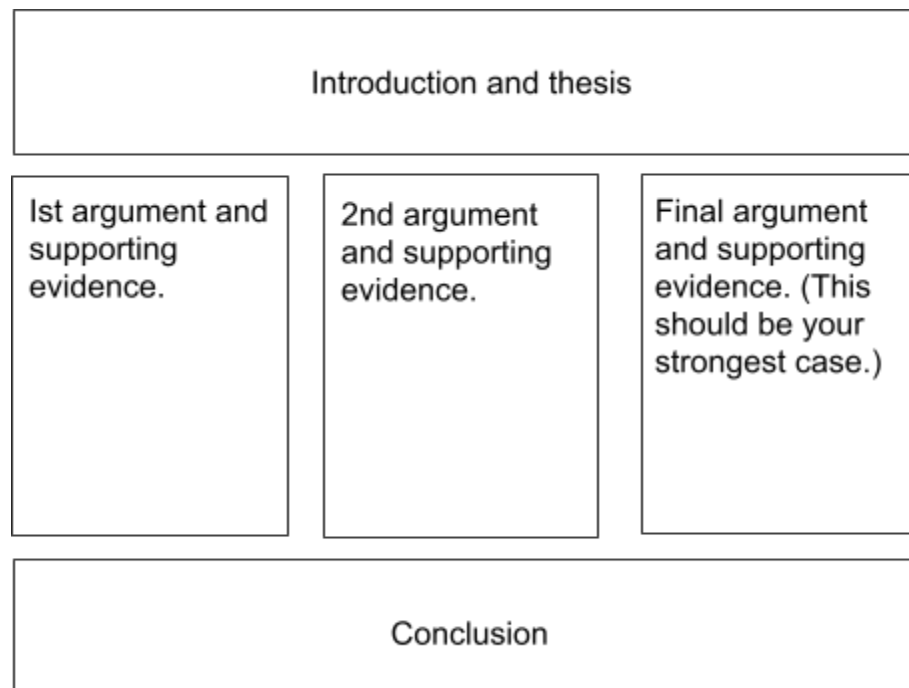 Introduction and thesis
Ist argument and
supporting
evidence.
2nd argument
and supporting
evidence.
Final argument
and supporting
evidence. (This
should be your
strongest case.)
Conclusion